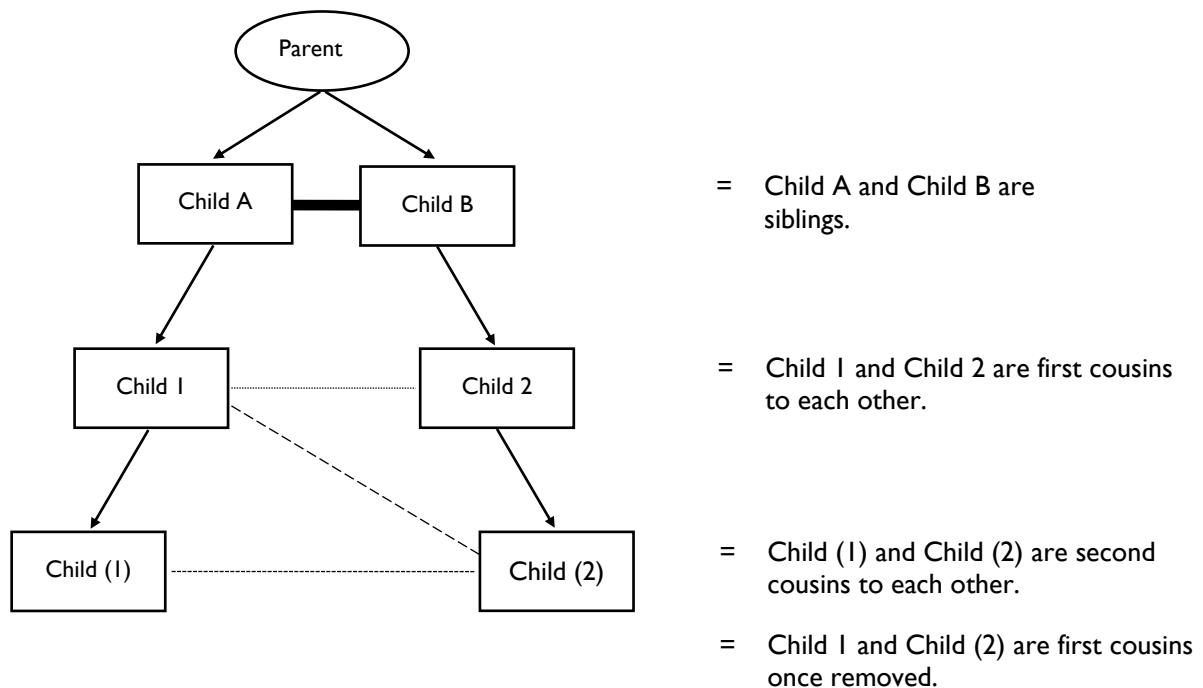 Parent
Child A
Child B
= Child A and Child B are
siblings.
Child 1
Child 2
= Child 1 and Child 2 are first cousins
to each other.
Child (1)
Child (2)
= Child (1) and Child (2) are second
cousins to each other.
= Child 1 and Child (2) are first cousins
once removed.